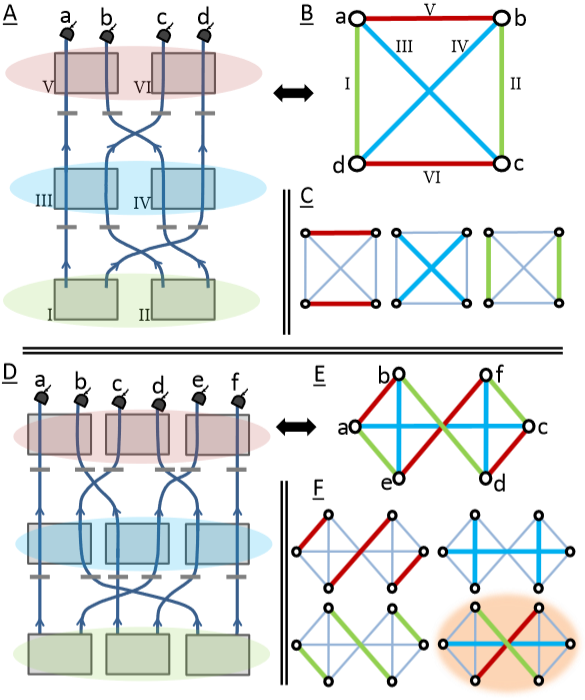 A
a b c d
V VI
III IV
I II
B
a V b
III IV
I II
d c
VI
C
D
a b c d e f
E
b f
a c
e d
F